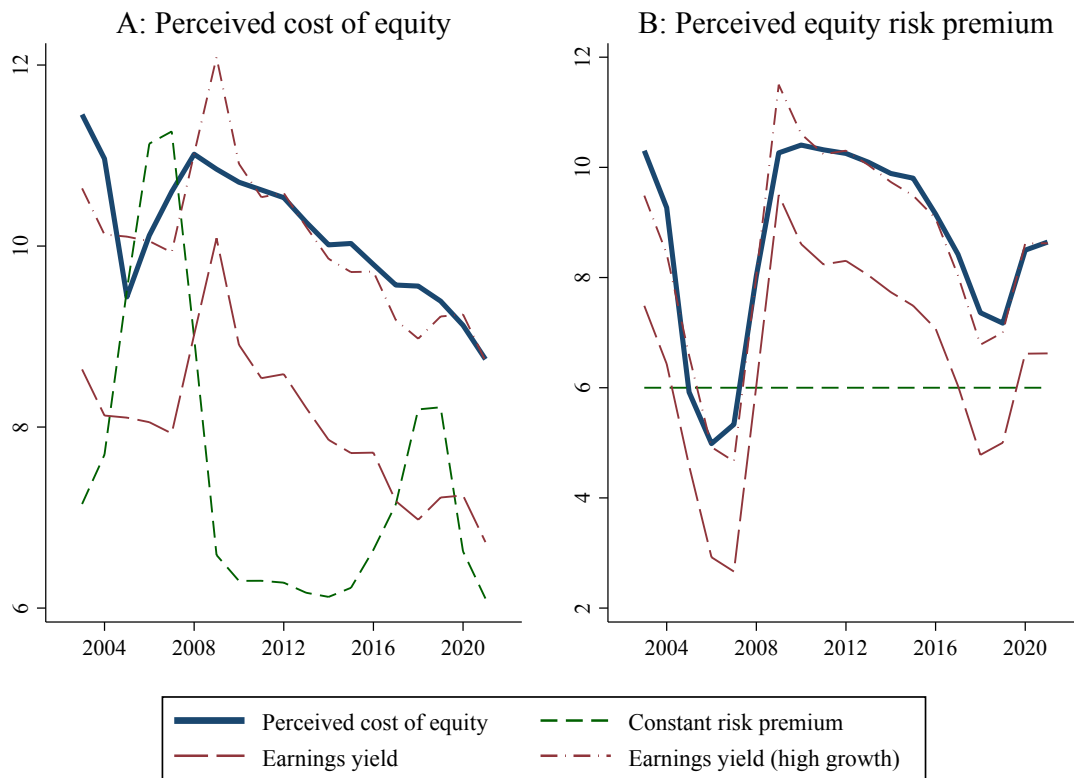 A: Perceived cost of equity
12
10
8
6
2004 2008 2012 2016 2020
B: Perceived equity risk premium
12
10
8
6
4
2
2004 2008 2012 2016 2020
Perceived cost of equity
Constant risk premium
Earnings yield
Earnings yield (high growth)